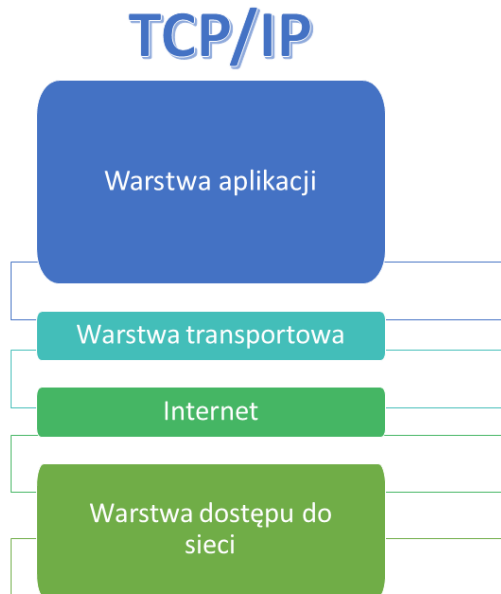 TCP/IP
Warstwa aplikacji
Warstwa transportowa
Internet
Warstwa dostępu do
sieci